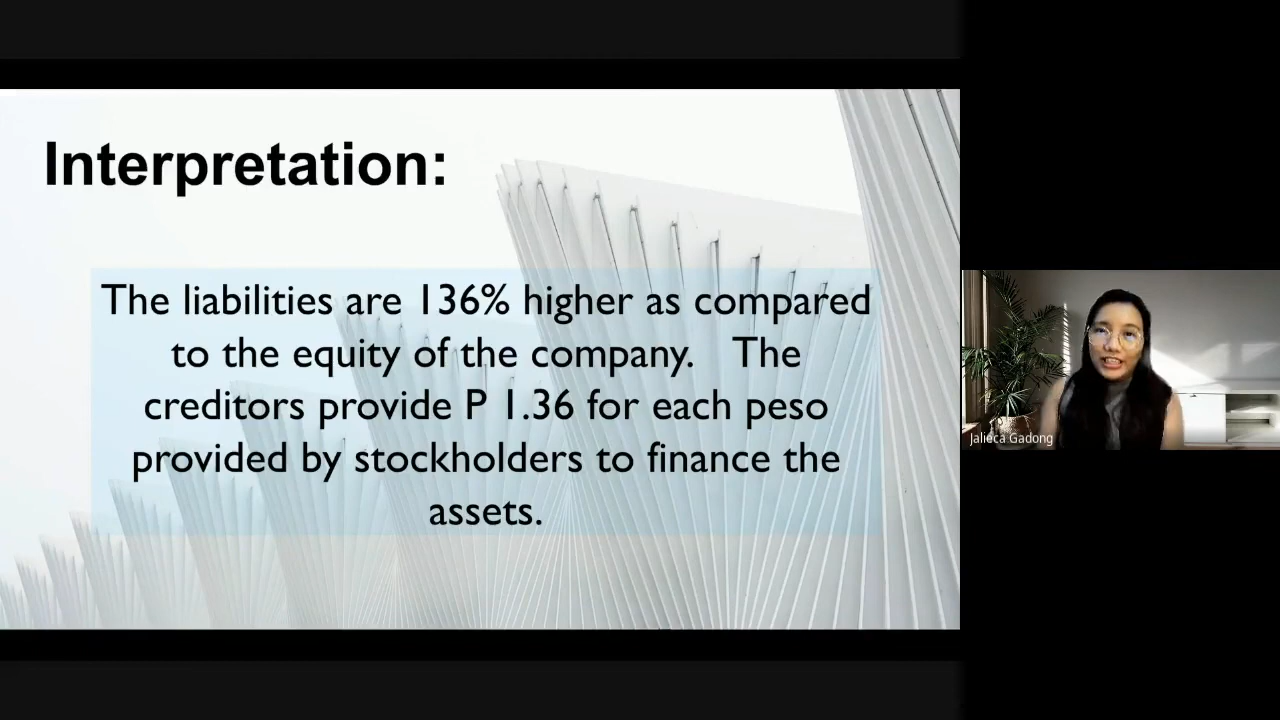 Interpretation:
The liabilities are 136% higher as compared
to the equity of the company. The
creditors provide P 1.36 for each peso
provided by stockholders to finance the
assets.
Jalieca Gadong